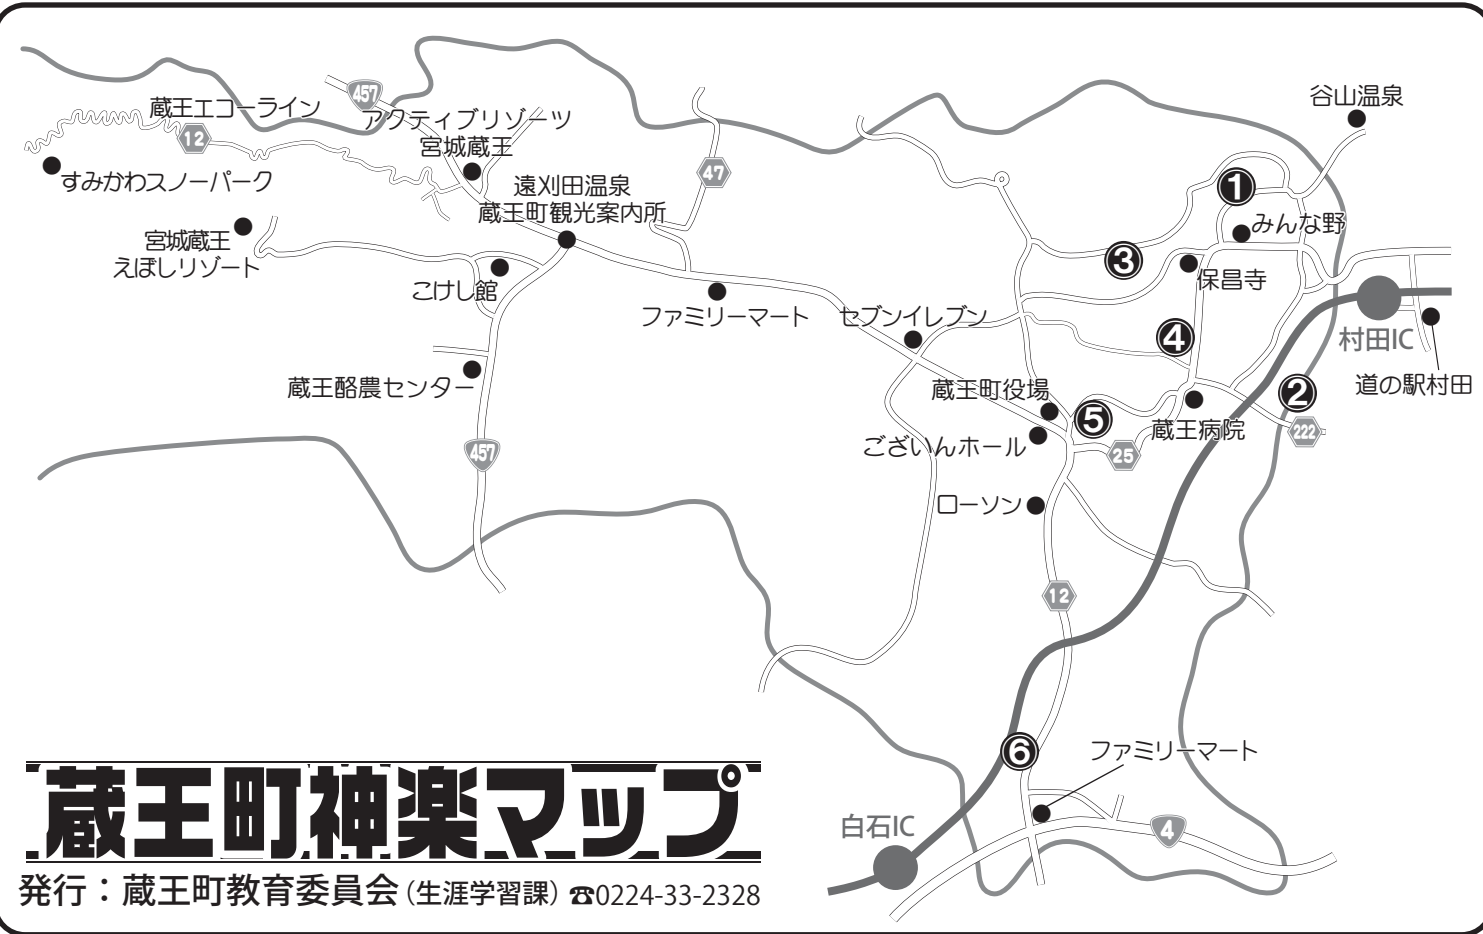 谷山温泉
457
蔵王エコーライン
12
アクティブリゾーツ
宮城蔵王
すみかわスノーパーク
47
遠刈田温泉
蔵王町観光案内所
1
みんな野
宮城蔵王
えぼしリゾート
こけし館
3
保昌寺
ファミリーマート
セブンイレブン
4
村田IC
道の駅村田
蔵王酪農センター
蔵王町役場
2
5
蔵王病院
222
ございんホール
25
457
ローソン
12
6
ファミリーマート
白石IC
4
蔵王町神楽マップ
発行：蔵王町教育委員会（生涯学習課）☎0224-33-2328